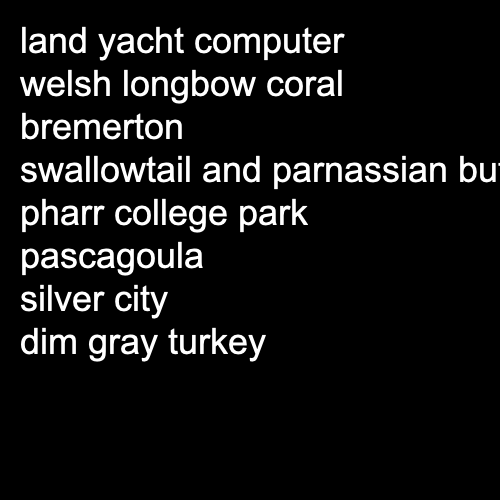 land yacht computer
welsh longbow coral
bremerton
swallowtail and parnassian
pharr college park
pascagoula
silver city
dim gray turkey